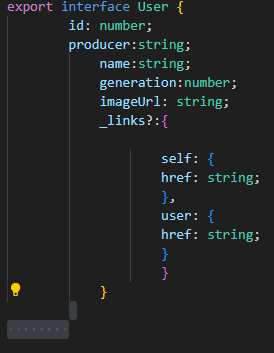 export interface User {
id: number;
producer:string;
name:string;
generation:number;
imageUrl: string;
_links?:{
self: {
href: string;
},
user: {
href: string;
}
}
}